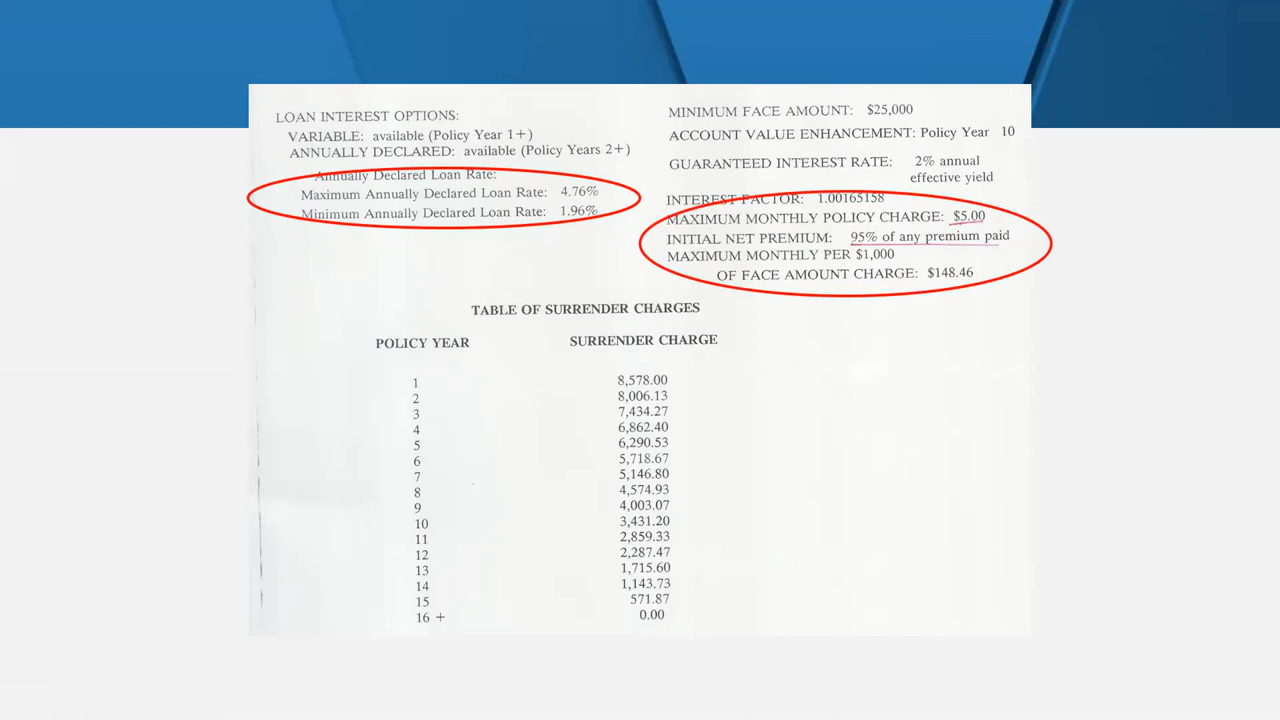 LOAN INTEREST OPTIONS:
VARIABLE: available (Policy Year 1+)
ANNUALLY DECLARED: available (Policy Years 2+)
Annually Declared Loan Rate:
Maximum Annually Declared Loan Rate: 4.76%
Minimum Annually Declared Loan Rate: 1.96%
MINIMUM FACE AMOUNT: $25,000
ACCOUNT VALUE ENHANCEMENT: Policy Year 10
GUARANTEED INTEREST RATE: 2% annual
effective yield
INTEREST FACTOR: 1.00165158
MAXIMUM MONTHLY POLICY CHARGE: $5.00
INITIAL NET PREMIUM: 95% of any premium paid
MAXIMUM MONTHLY PER $1,000
OF FACE AMOUNT CHARGE: $148.46
TABLE OF SURRENDER CHARGES
POLICY YEAR SURRENDER CHARGE
1 8,578.00
2 8,006.13
3 7,434.27
4 6,862.40
5 6,290.53
6 5,718.67
7 5,146.80
8 4,574.93
9 4,003.07
10 3,431.20
11 2,859.33
12 2,287.47
13 1,715.60
14 1,143.73
15 571.87
16 + 0.00